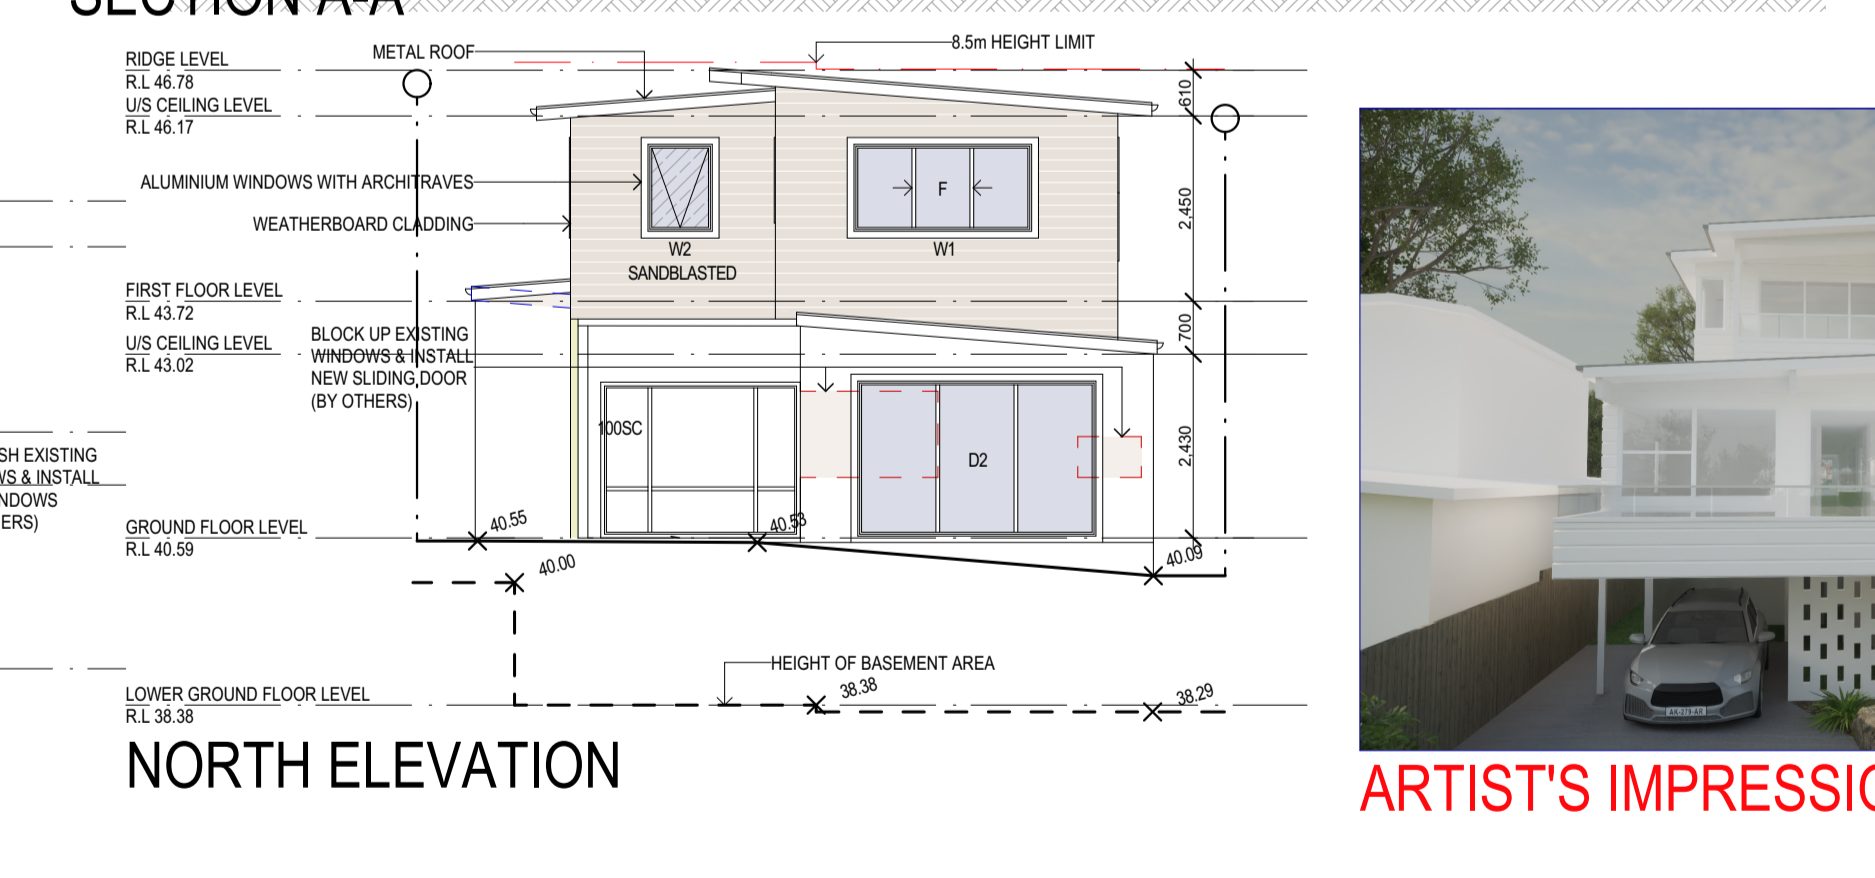 SECTION A-A
RIDGE LEVEL
R.L 46.78
U/S CEILING LEVEL
R.L 46.17
METAL ROOF
8.5m HEIGHT LIMIT
610
ALUMINIUM WINDOWS WITH ARCHITRAVES
WEATHERBOARD CLADDING
F
2,450
W2
SANDBLASTED
W1
FIRST FLOOR LEVEL
R.L 43.72
U/S CEILING LEVEL
R.L 43.02
BLOCK UP EXISTING
WINDOWS & INSTALL
NEW SLIDING DOOR
(BY OTHERS)
700
100SC
D2
2,430
SH EXISTING
WS & INSTALL
NDOWS
ERS)
GROUND FLOOR LEVEL
R.L 40.59
40.55
40.53
40.00
40.09
HEIGHT OF BASEMENT AREA
38.38
38.29
LOWER GROUND FLOOR LEVEL
R.L 38.38
NORTH ELEVATION
AK-279-AR
ARTIST'S IMPRESSIO